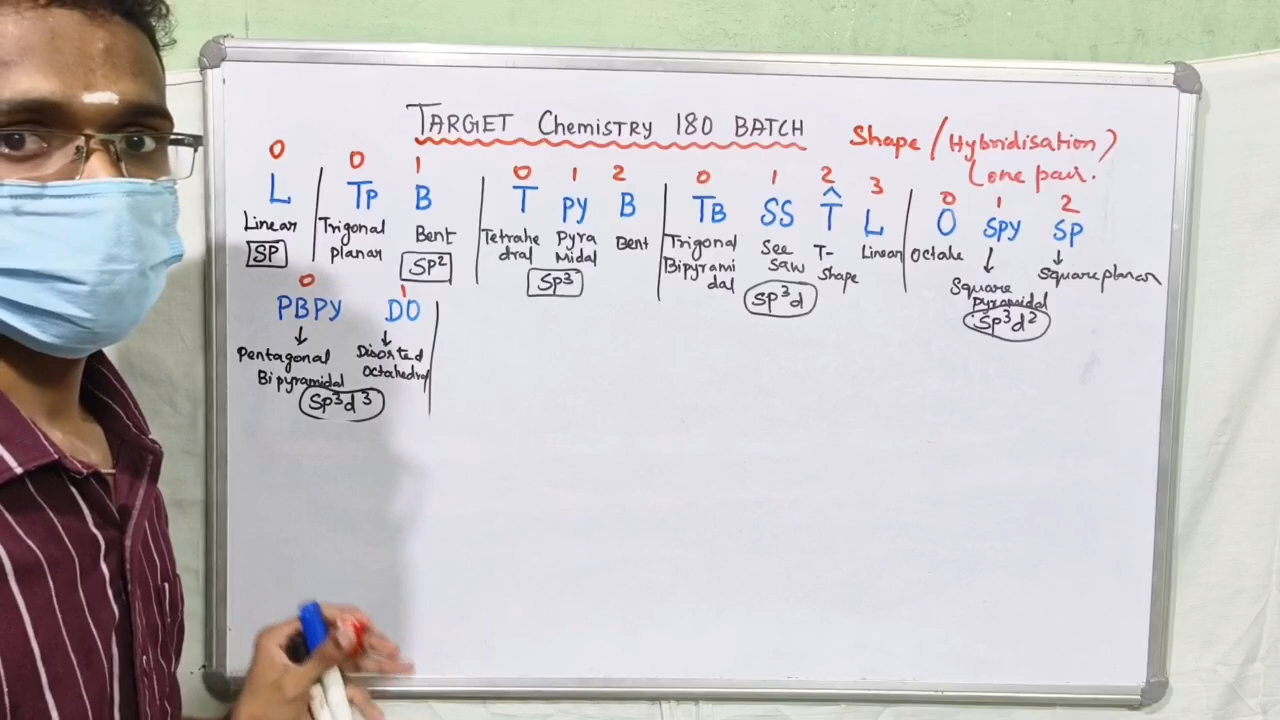 TARGET Chemistry 180 BATCH
Shape / Hybridisation /
Lone pair.
0 0 1 0 1 2 0 1 2 3 0 1 2
L TP B T PY B TB SS T̂ L O SPY SP
Linear Trigonal planar Bent Tetrahedral Pyramidal Bent Trigonal Bipyramidal See Saw T-Shape Linear Octahe Square Pyramidal Square planar
SP SP² SP³ SP³d SP³d²
0 1
PBPY DO
Pentagonal Bipyramidal Disorted Octahedral
SP³d³